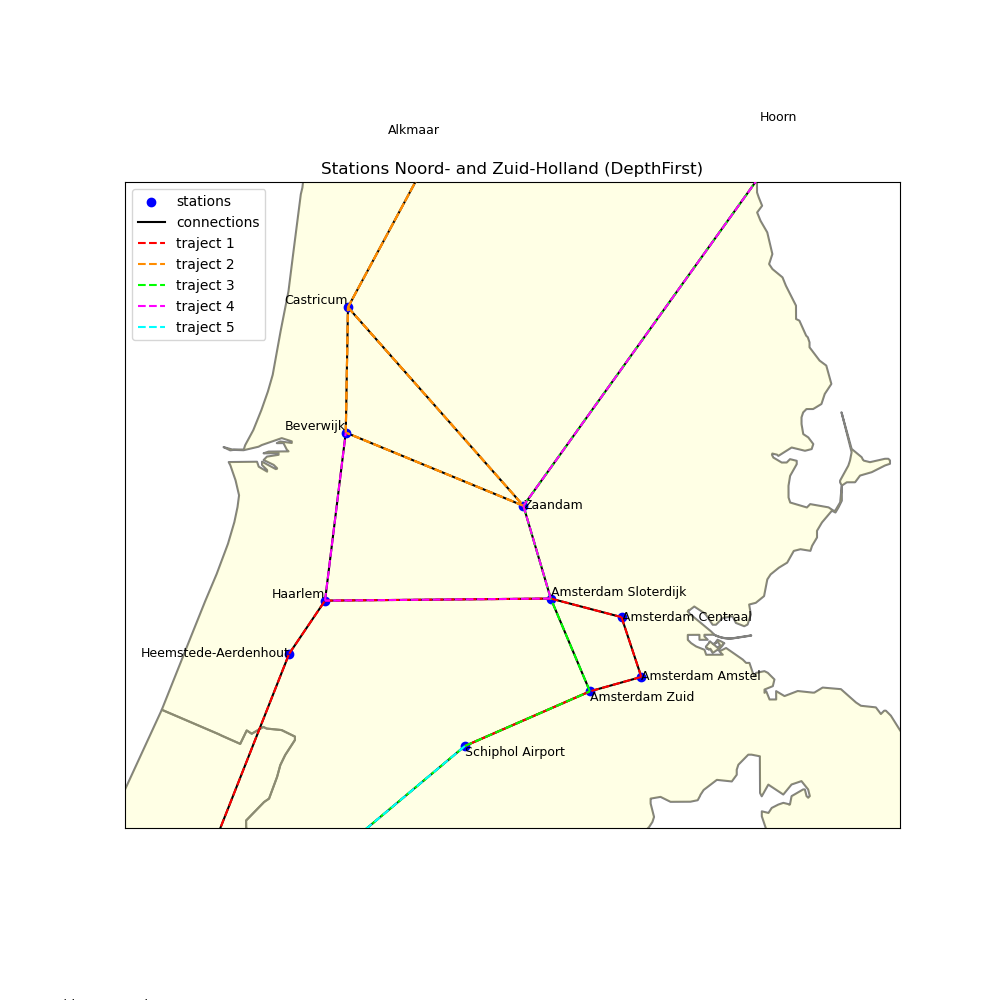 Hoorn
Alkmaar
Stations Noord- and Zuid-Holland (DepthFirst)
stations
connections
traject 1
traject 2
traject 3
traject 4
traject 5
Castricum
Beverwijk
Zaandam
Haarlem
Amsterdam Sloterdijk
Amsterdam Centraal
Heemstede-Aerdenhout
Amsterdam Amstel
Amsterdam Zuid
Schiphol Airport